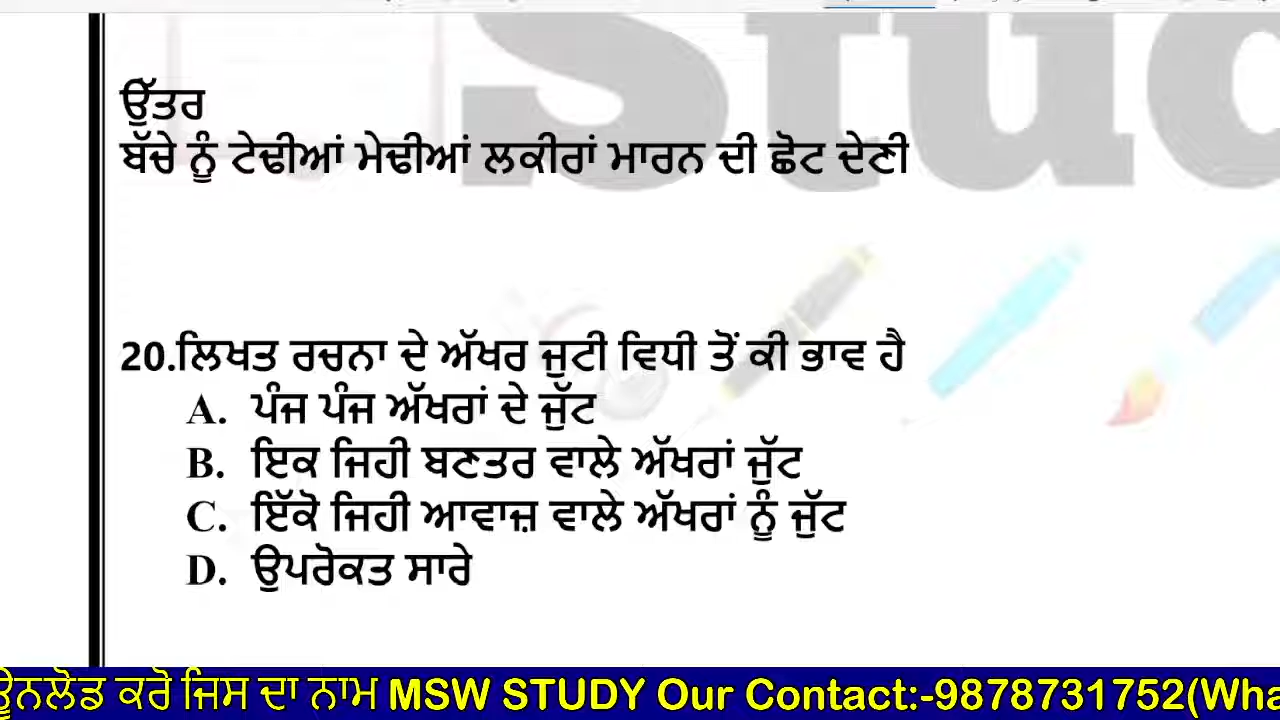 Stud
ਉੱਤਰ
ਬੱਚੇ ਨੂੰ ਟੇਢੀਆਂ ਮੇਢੀਆਂ ਲਕੀਰਾਂ ਮਾਰਨ ਦੀ ਛੋਟ ਦੇਣੀ
20.ਲਿਖਤ ਰਚਨਾ ਦੇ ਅੱਖਰ ਜੁਟੀ ਵਿਧੀ ਤੋਂ ਕੀ ਭਾਵ ਹੈ
A. ਪੰਜ ਪੰਜ ਅੱਖਰਾਂ ਦੇ ਜੁੱਟ
B. ਇਕ ਜਿਹੀ ਬਣਤਰ ਵਾਲੇ ਅੱਖਰਾਂ ਜੁੱਟ
C. ਇੱਕੋ ਜਿਹੀ ਆਵਾਜ਼ ਵਾਲੇ ਅੱਖਰਾਂ ਨੂੰ ਜੁੱਟ
D. ਉਪਰੋਕਤ ਸਾਰੇ
ਊਨਲੋਡ ਕਰੋ ਜਿਸ ਦਾ ਨਾਮ MSW STUDY Our Contact:-9878731752(Wha